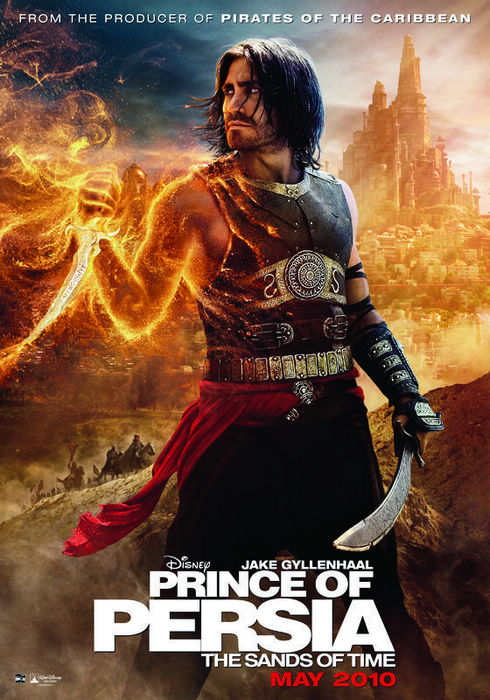 FROM THE PRODUCER OF PIRATES OF THE CARIBBEAN
DISNEY JAKE GYLLENHAAL
PRINCE OF
PERSIA
THE SANDS OF TIME
MAY 2010